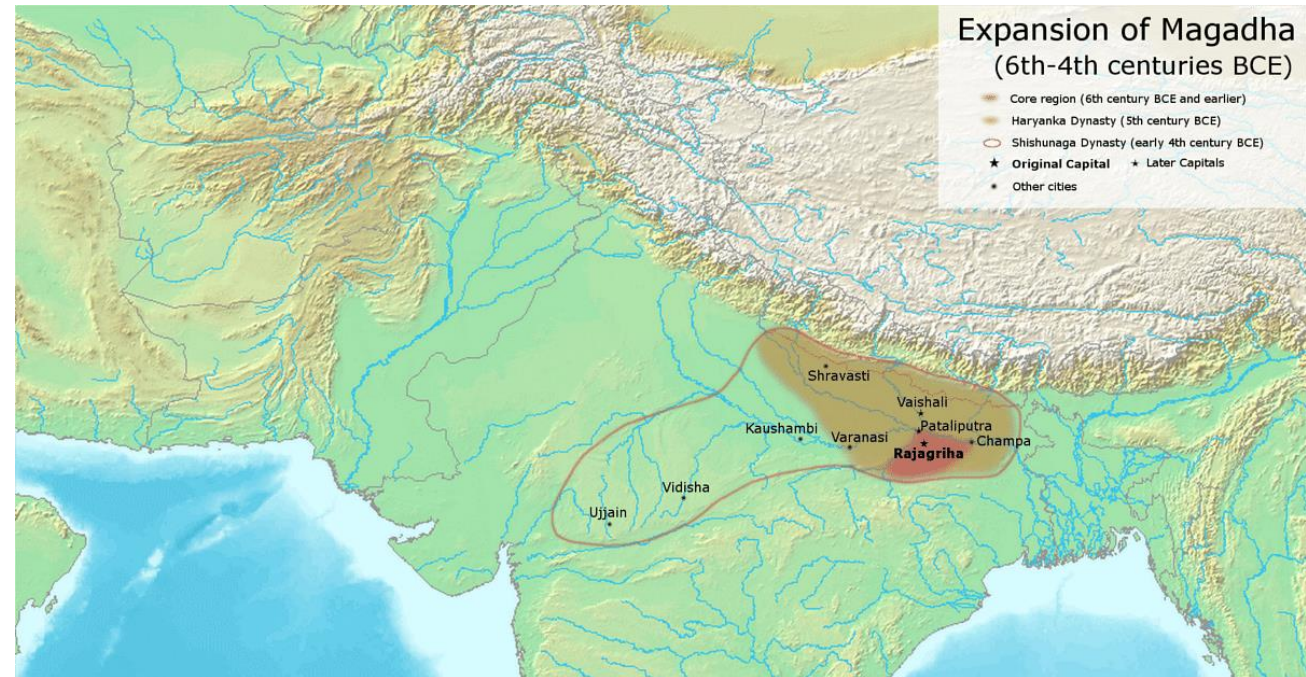 Expansion of Magadha
(6th-4th centuries BCE)
Core region (6th century BCE and earlier)
Haryanka Dynasty (5th century BCE)
Shishunaga Dynasty (early 4th century BCE)
Original Capital Later Capitals
Other cities
Shravasti
Vaishali
Pataliputra
Kaushambi
Varanasi
Champa
Rajagriha
Vidisha
Ujjain